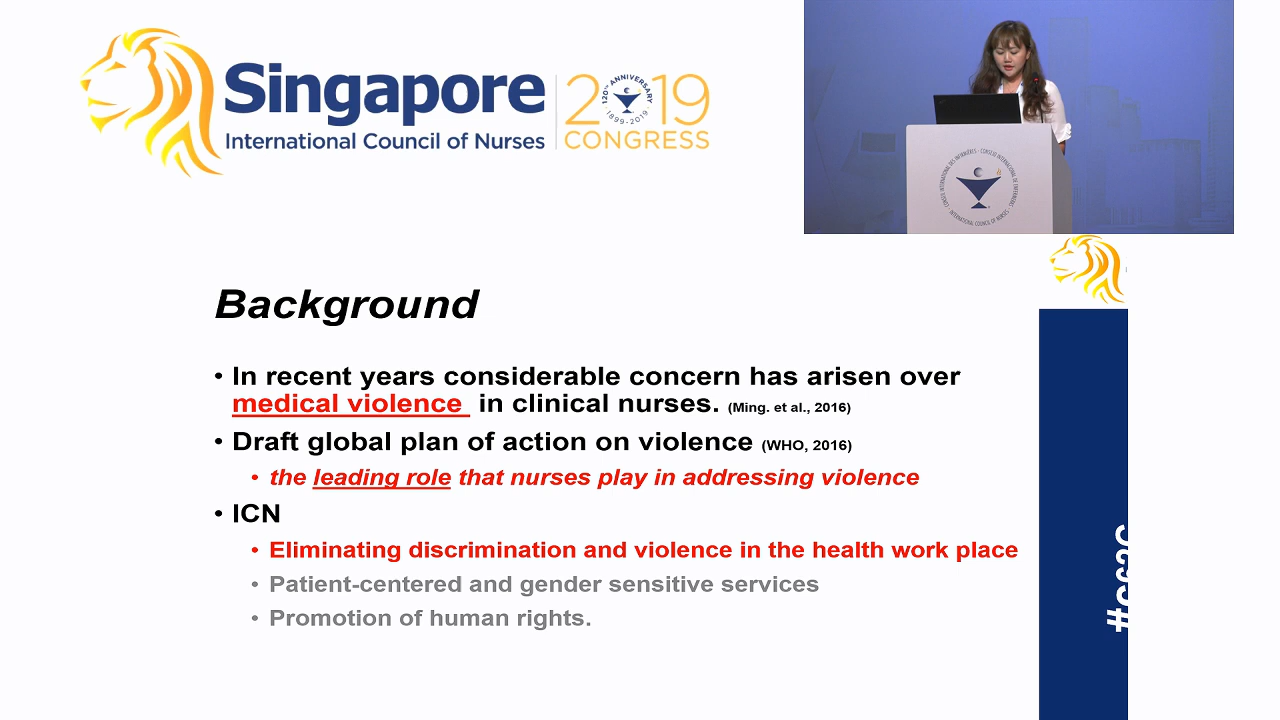 Singapore
International Council of Nurses
2019
CONGRESS
120TH ANNIVERSARY
1899-2019
Background
• In recent years considerable concern has arisen over
medical violence in clinical nurses. (Ming. et al., 2016)
• Draft global plan of action on violence (WHO, 2016)
• the leading role that nurses play in addressing violence
• ICN
• Eliminating discrimination and violence in the health work place
• Patient-centered and gender sensitive services
• Promotion of human rights.